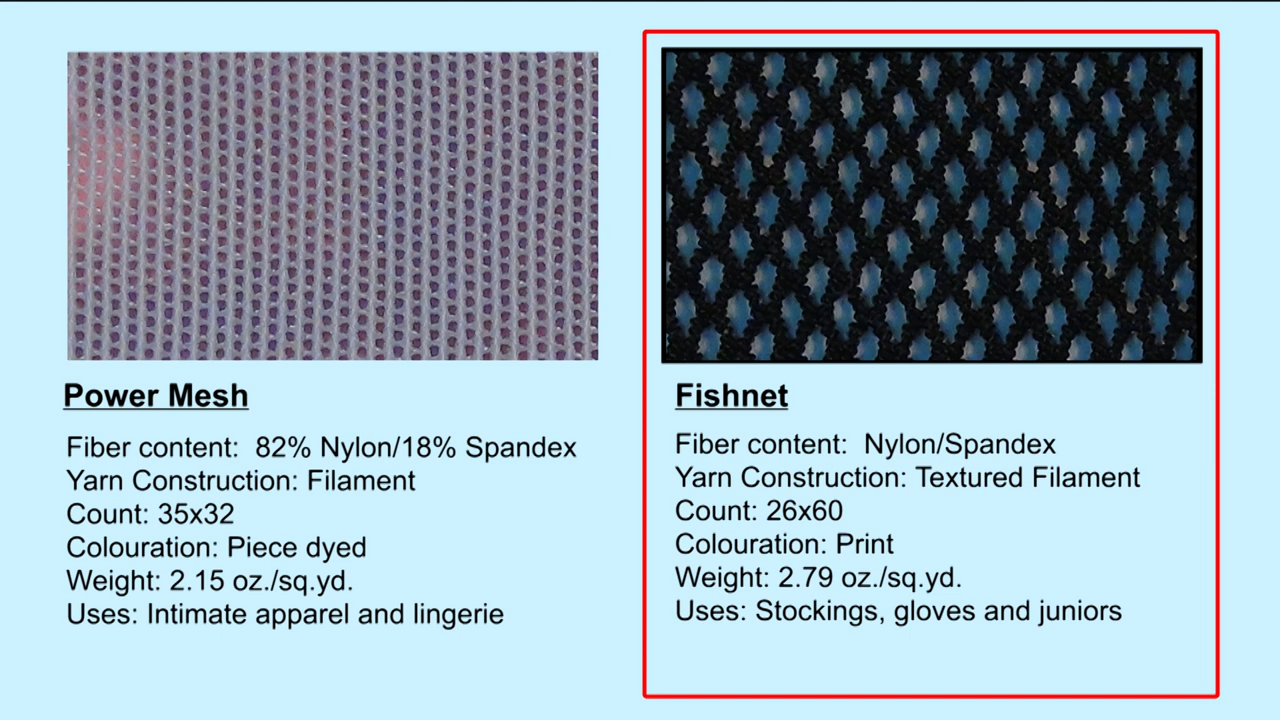 Power Mesh
Fiber content:  82% Nylon/18% Spandex
Yarn Construction: Filament
Count: 35x32
Colouration: Piece dyed
Weight: 2.15 oz./sq.yd.
Uses: Intimate apparel and lingerie
Fishnet
Fiber content:  Nylon/Spandex
Yarn Construction: Textured Filament
Count: 26x60
Colouration: Print
Weight: 2.79 oz./sq.yd.
Uses: Stockings, gloves and juniors